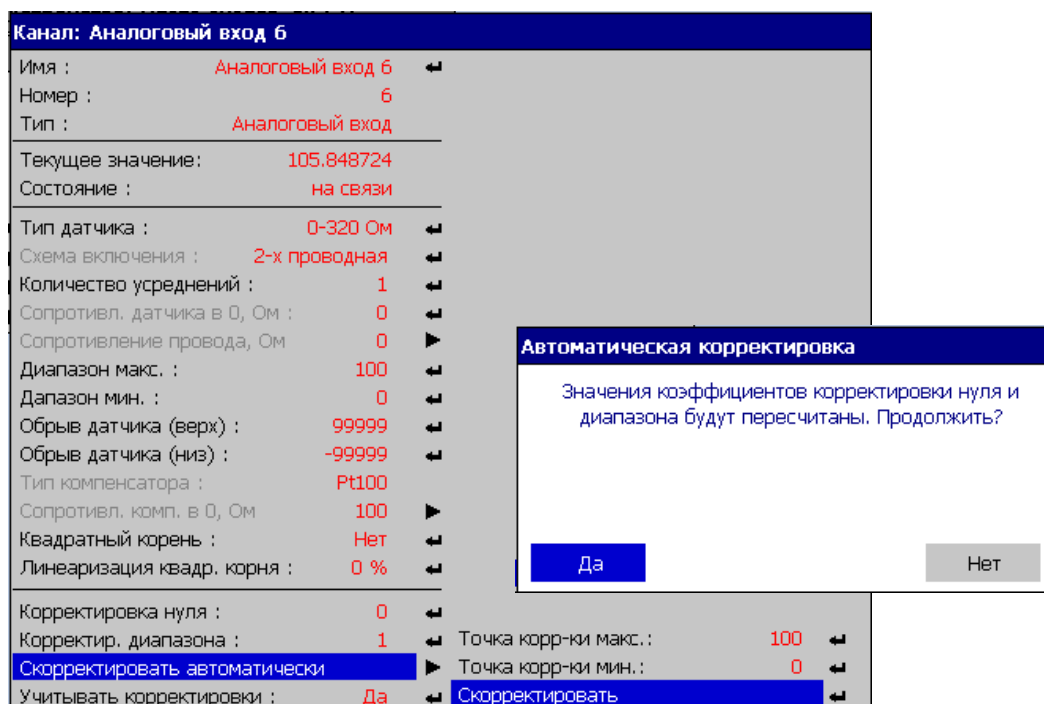 Канал: Аналоговый вход 6
Имя : Аналоговый вход 6
Номер : 6
Тип : Аналоговый вход
Текущее значение: 105.848724
Состояние : на связи
Тип датчика : 0-320 Ом
Схема включения : 2-х проводная
Количество усреднений : 1
Сопротивл. датчика в 0, Ом : 0
Сопротивление провода, Ом 0
Диапазон макс. : 100
Дапазон мин. : 0
Обрыв датчика (верх) : 99999
Обрыв датчика (низ) : -99999
Тип компенсатора : Pt100
Сопротивл. комп. в 0, Ом 100
Квадратный корень : Нет
Линеаризация квадр. корня : 0 %
Корректировка нуля : 0
Корректир. диапазона : 1
Скорректировать автоматически
Учитывать корректировки : Да
Автоматическая корректировка
Значения коэффициентов корректировки нуля и
диапазона будут пересчитаны. Продолжить?
Да Нет
Точка корр-ки макс.: 100
Точка корр-ки мин.: 0
Скорректировать